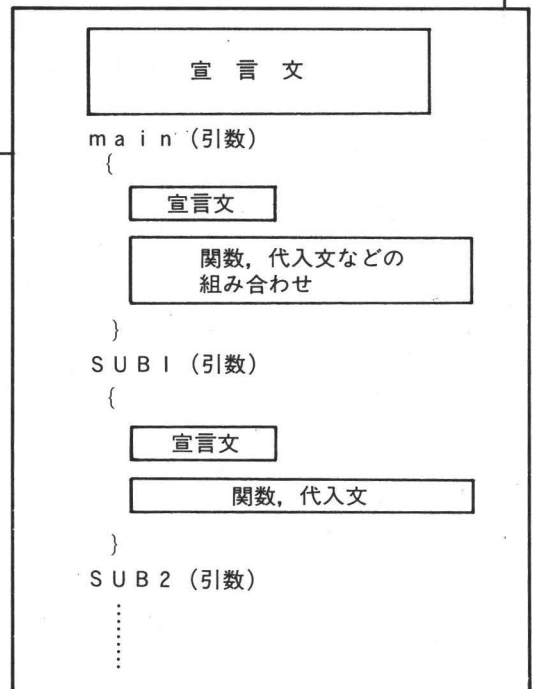 宣 言 文
main (引数)
{
宣言文
関数, 代入文などの
組み合わせ
}
SUB1 (引数)
{
宣言文
関数, 代入文
}
SUB2 (引数)
⋮